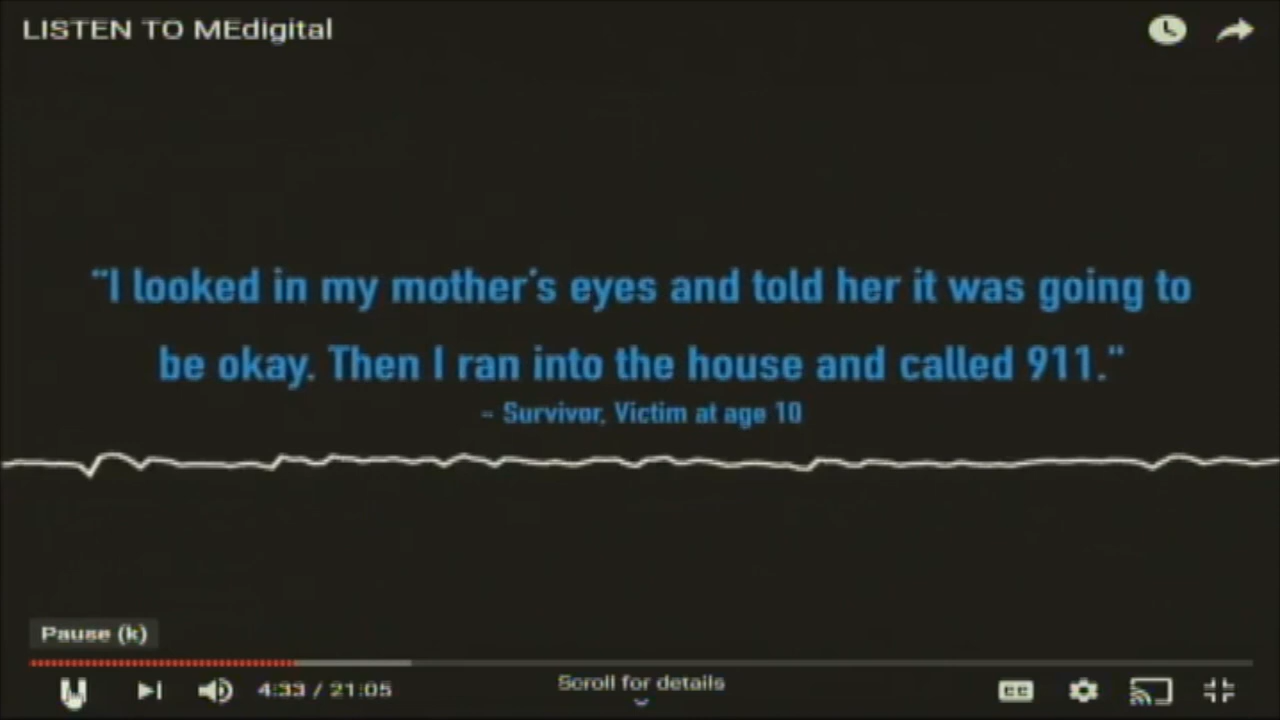 LISTEN TO MEdigital
“I looked in my mother’s eyes and told her it was going to
be okay. Then I ran into the house and called 911.”
- Survivor, Victim at age 10
Pause (k)
4:33 / 21:05
Scroll for details
CC